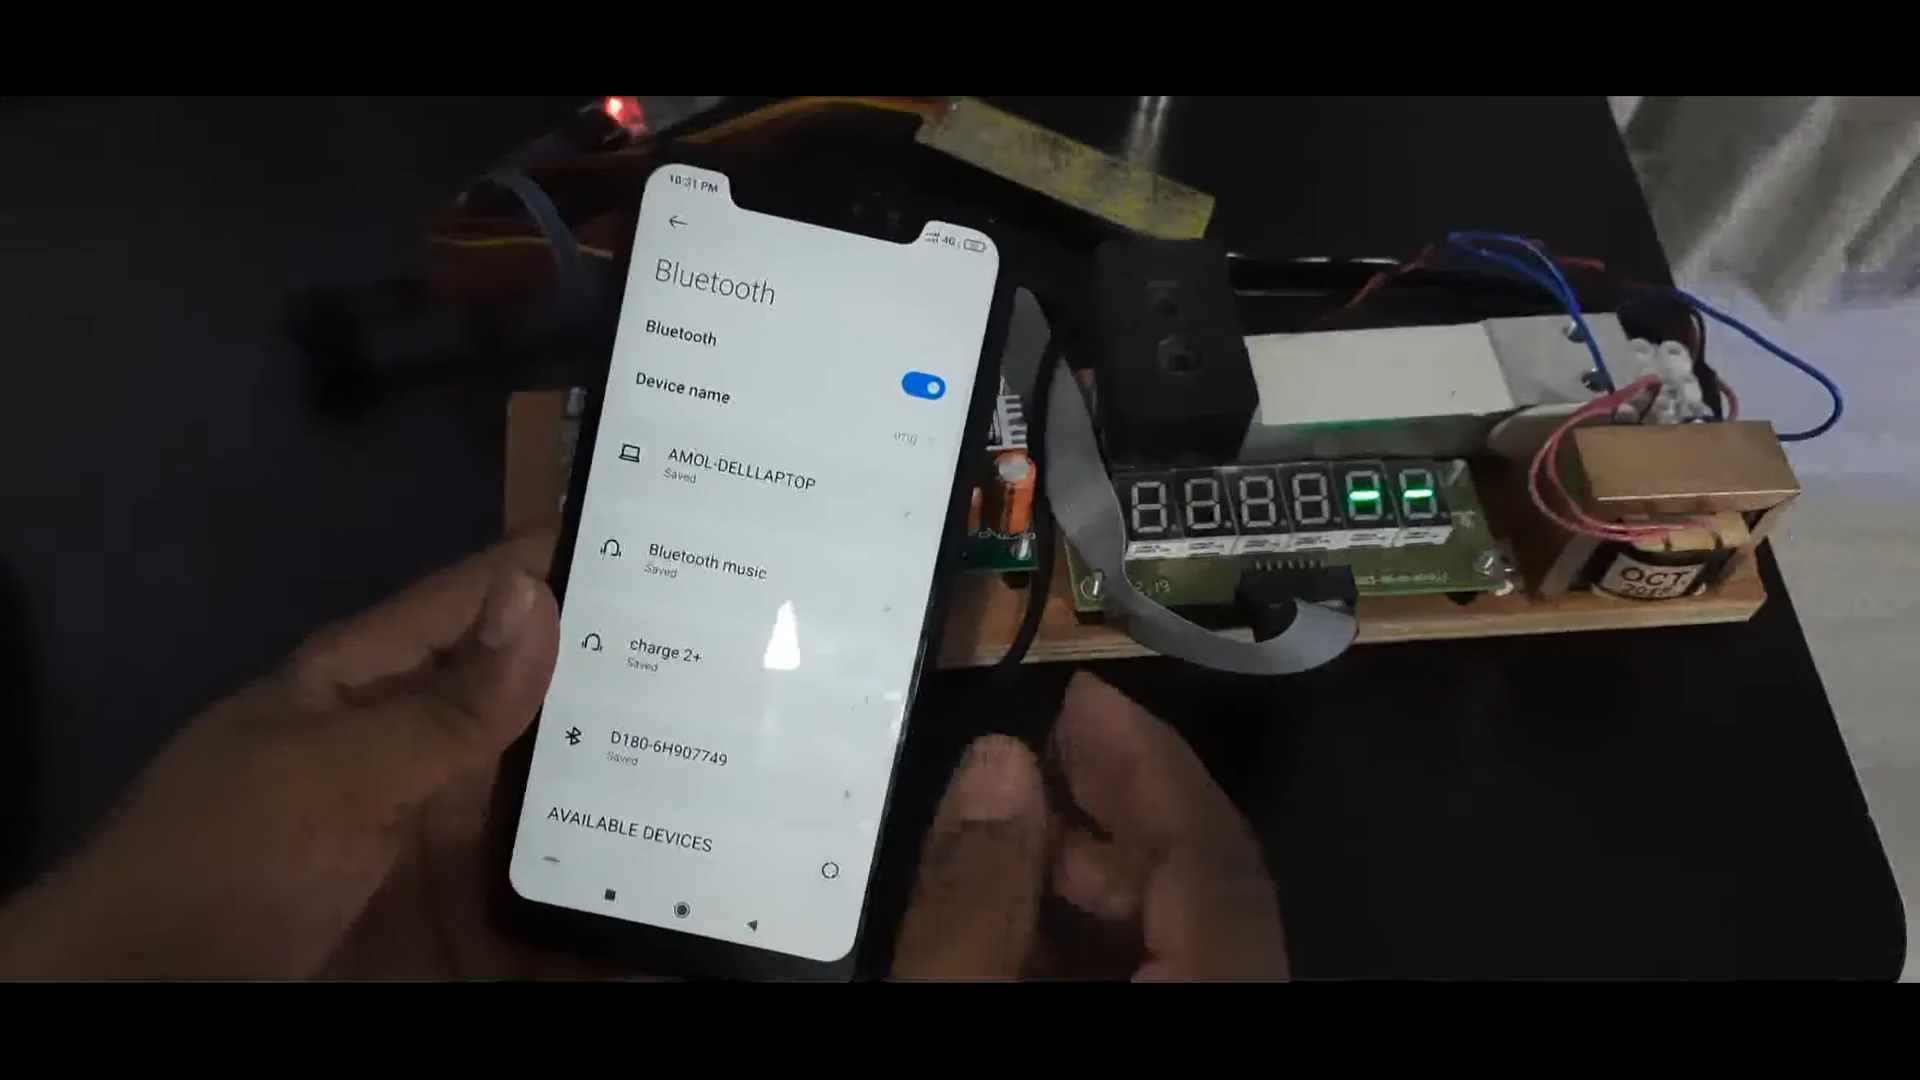 10:31 PM
4G
Bluetooth
Bluetooth
Device name
AMOL-DELLLAPTOP
Saved
Bluetooth music
Saved
charge 2+
Saved
D180-6H907749
Saved
AVAILABLE DEVICES
OCT.